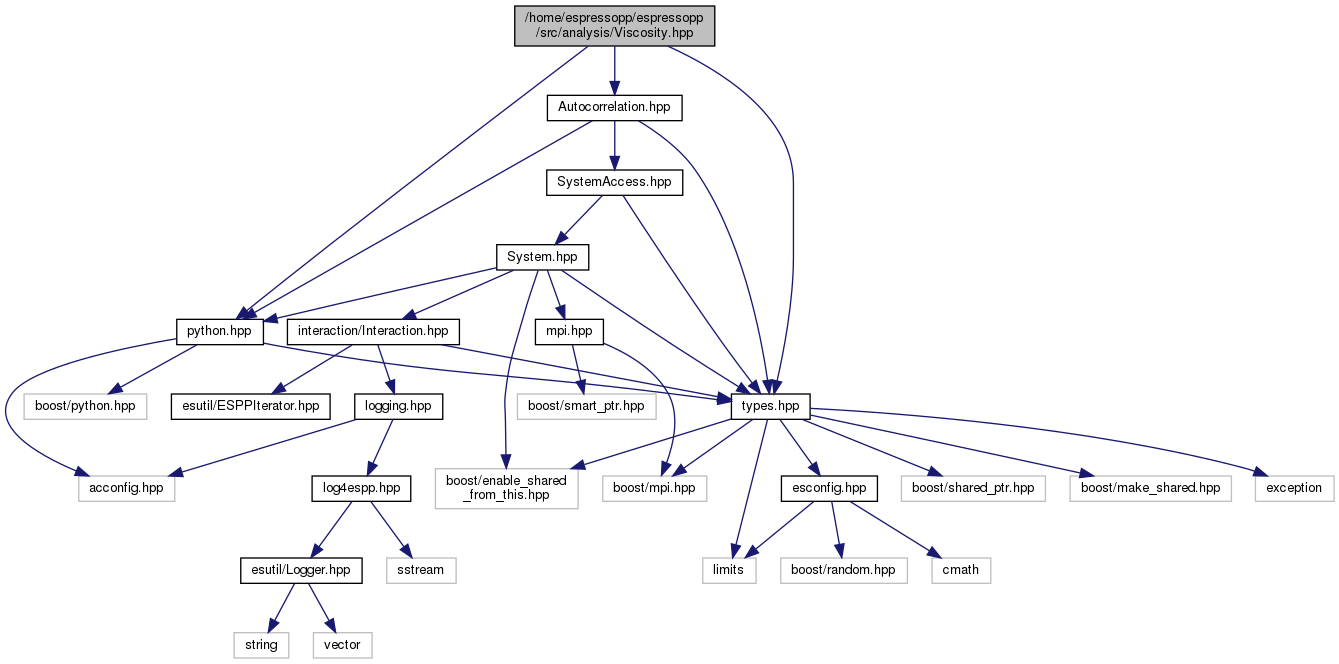 /home/espressopp/espressopp
/src/analysis/Viscosity.hpp
Autocorrelation.hpp
SystemAccess.hpp
System.hpp
python.hpp
interaction/Interaction.hpp
mpi.hpp
boost/python.hpp
esutil/ESPPIterator.hpp
logging.hpp
boost/smart_ptr.hpp
types.hpp
acconfig.hpp
log4espp.hpp
boost/enable_shared
_from_this.hpp
boost/mpi.hpp
esconfig.hpp
boost/shared_ptr.hpp
boost/make_shared.hpp
exception
esutil/Logger.hpp
sstream
limits
boost/random.hpp
cmath
string
vector